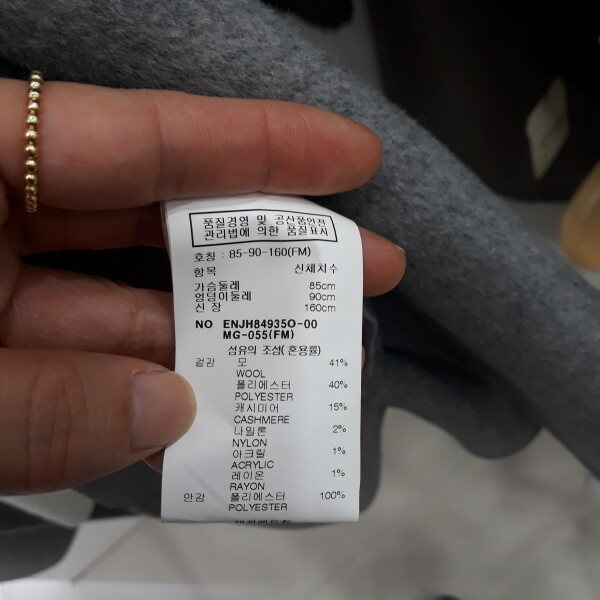 품질경영 및 공산품안전
관리법에 의한 품질표시
호칭 : 85-90-160(FM)
항목 신체치수
가슴둘레 85cm
엉덩이둘레 90cm
신 장 160cm
NO ENJH84935O-00
MG-055(FM)
섬유의 조성(혼용률)
겉감 모 41%
WOOL
폴리에스터 40%
POLYESTER
캐시미어 15%
CASHMERE
나일론 2%
NYLON
아크릴 1%
ACRYLIC
레이온 1%
RAYON
안감 폴리에스터 100%
POLYESTER